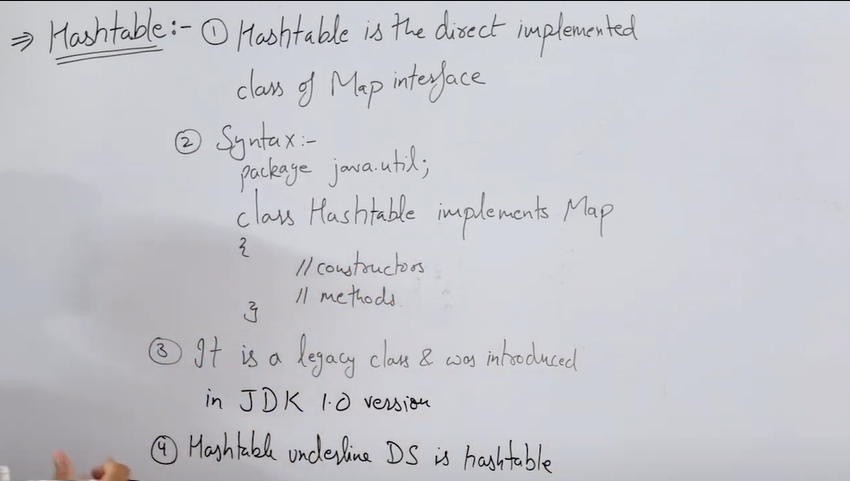 ⇒ Hashtable:- ① Hashtable is the direct implemented
class of Map interface
② Syntax:-
package java.util;
class Hashtable implements Map
{
//constructors
// methods
}
③ It is a legacy class & was introduced
in JDK 1.0 version
④ Hashtable underline DS is hashtable